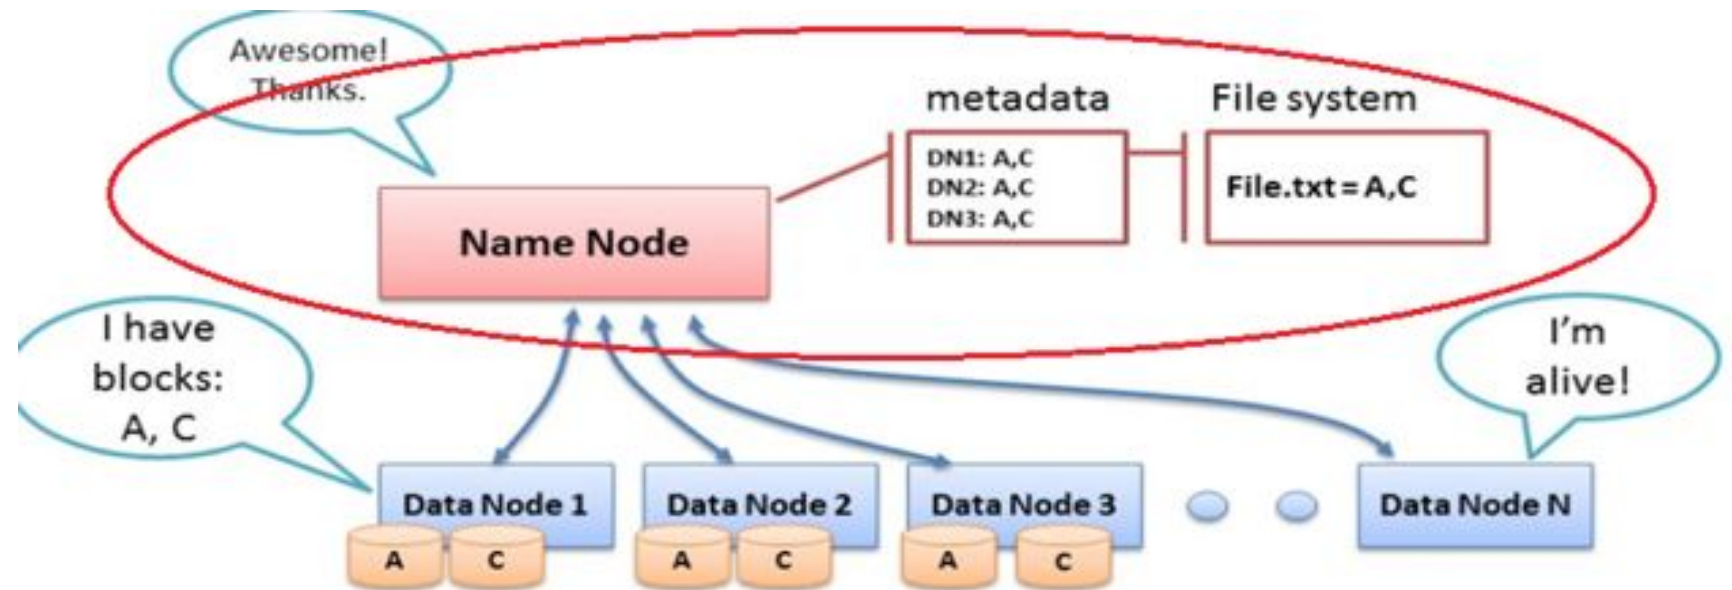 Awesome!
Thanks.
metadata
File system
DN1: A,C
DN2: A,C
DN3: A,C
File.txt = A,C
Name Node
I have
blocks:
A, C
I'm
alive!
Data Node 1
Data Node 2
Data Node 3
Data Node N
A
C
A
C
A
C